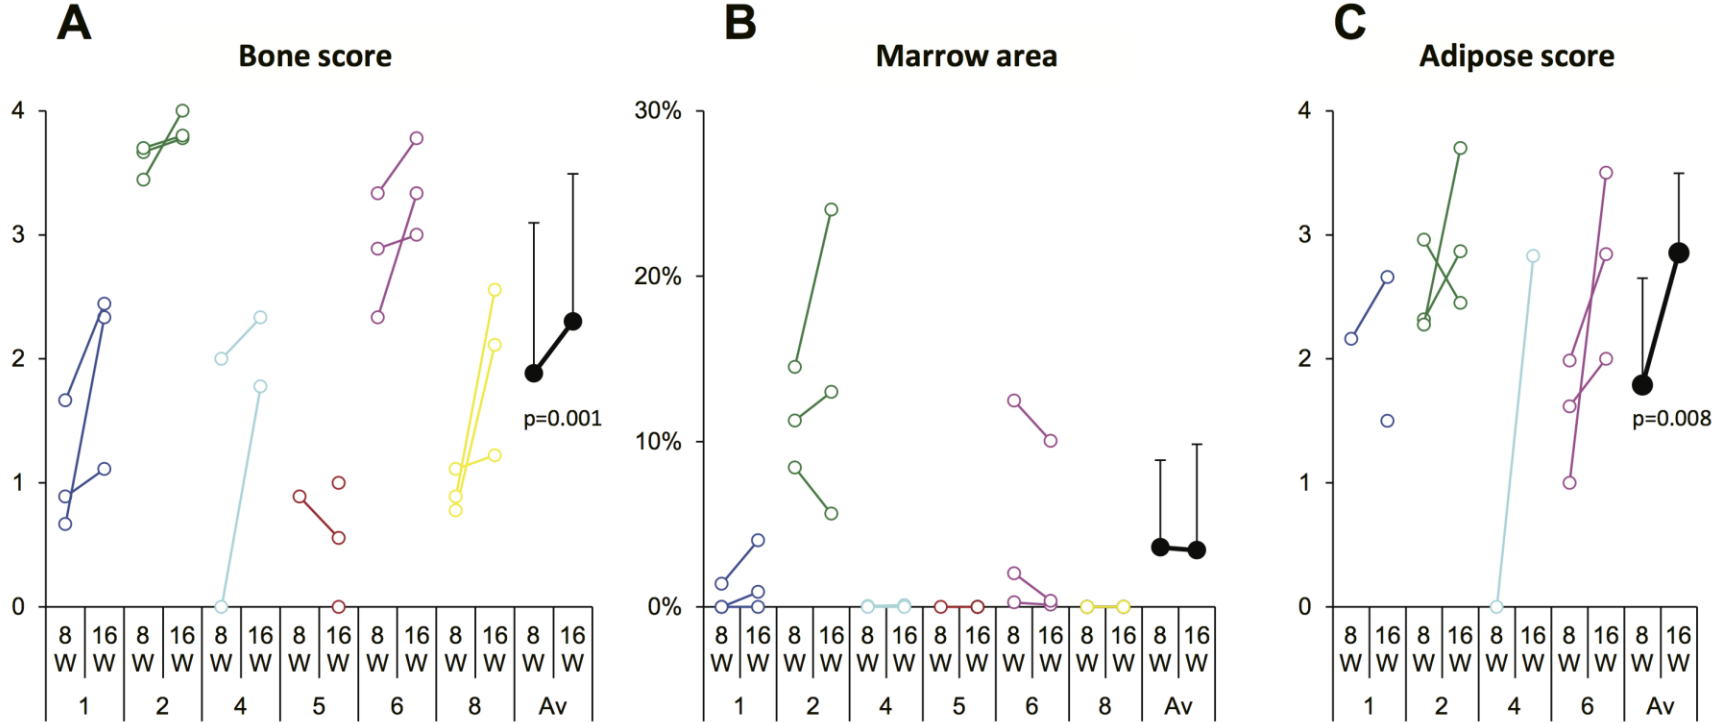 A
Bone score
4
3
2
1
0
p=0.001
8 16 8 16 8 16 8 16 8 16 8 16 8 16
W W W W W W W W W W W W W W
1 2 4 5 6 8 Av
B
Marrow area
30%
20%
10%
0%
8 16 8 16 8 16 8 16 8 16 8 16 8 16
W W W W W W W W W W W W W W
1 2 4 5 6 8 Av
C
Adipose score
4
3
2
1
0
p=0.008
8 16 8 16 8 16 8 16 8 16
W W W W W W W W W W
1 2 4 6 Av